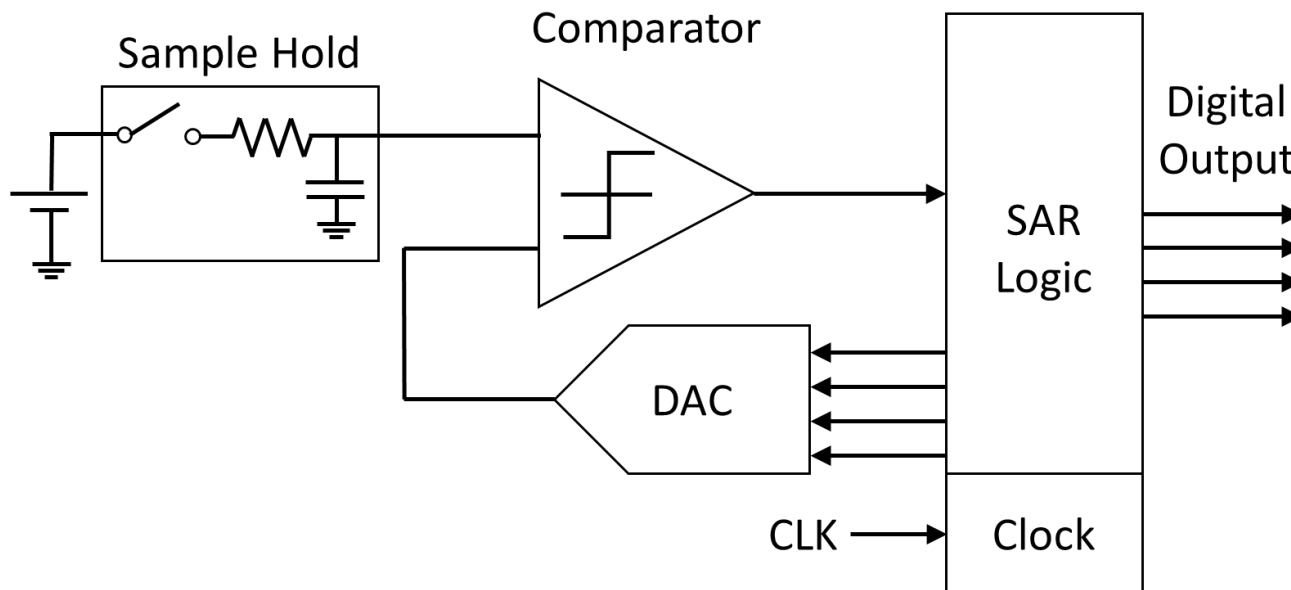 Comparator
Sample Hold
Digital
Output
SAR
Logic
DAC
CLK
Clock